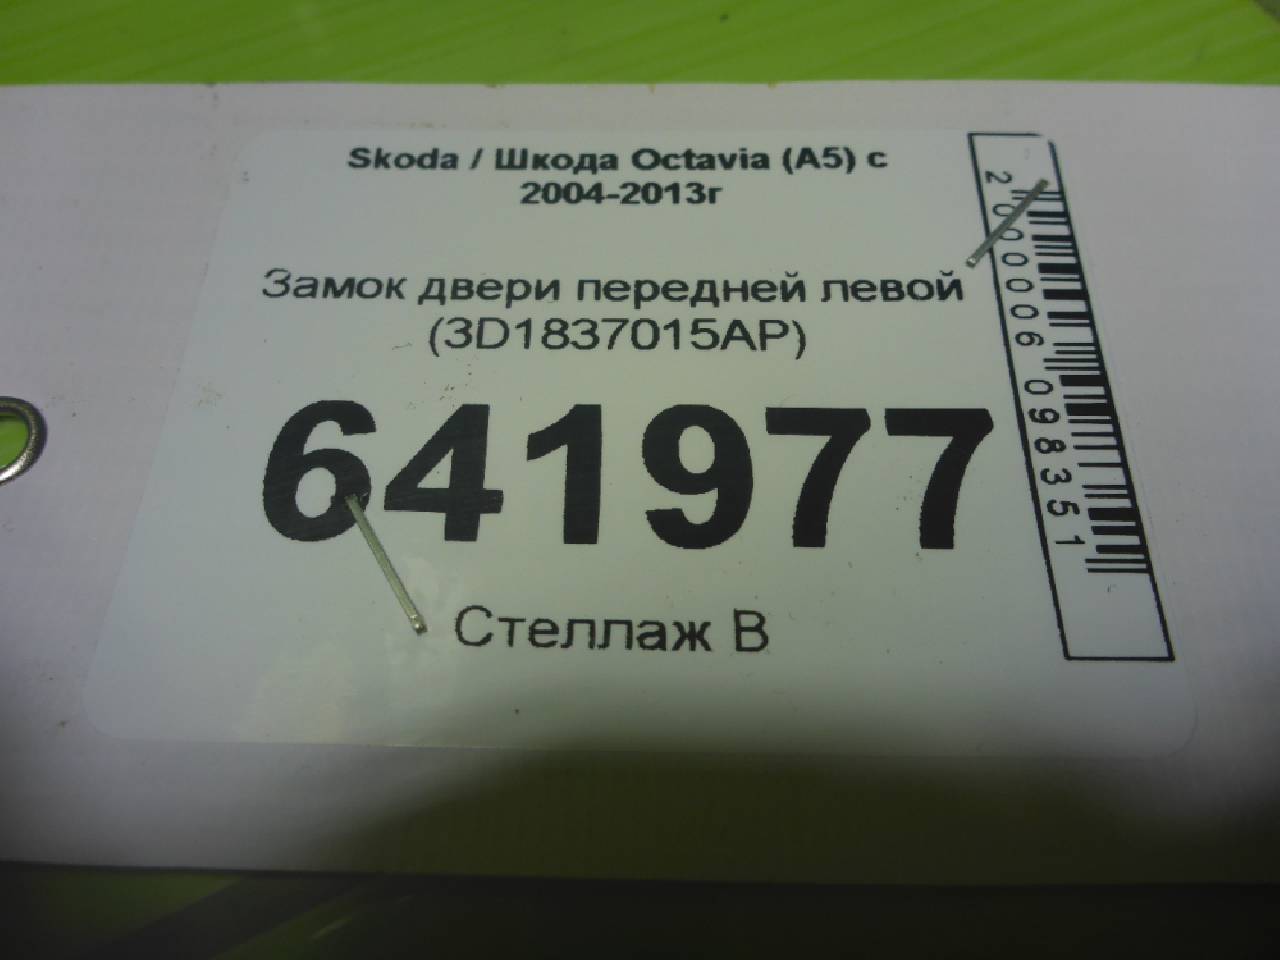 Skoda / Шкода Octavia (A5) с
2004-2013г
Замок двери передней левой
(3D1837015AP)
641977
Стеллаж В
2000006098351